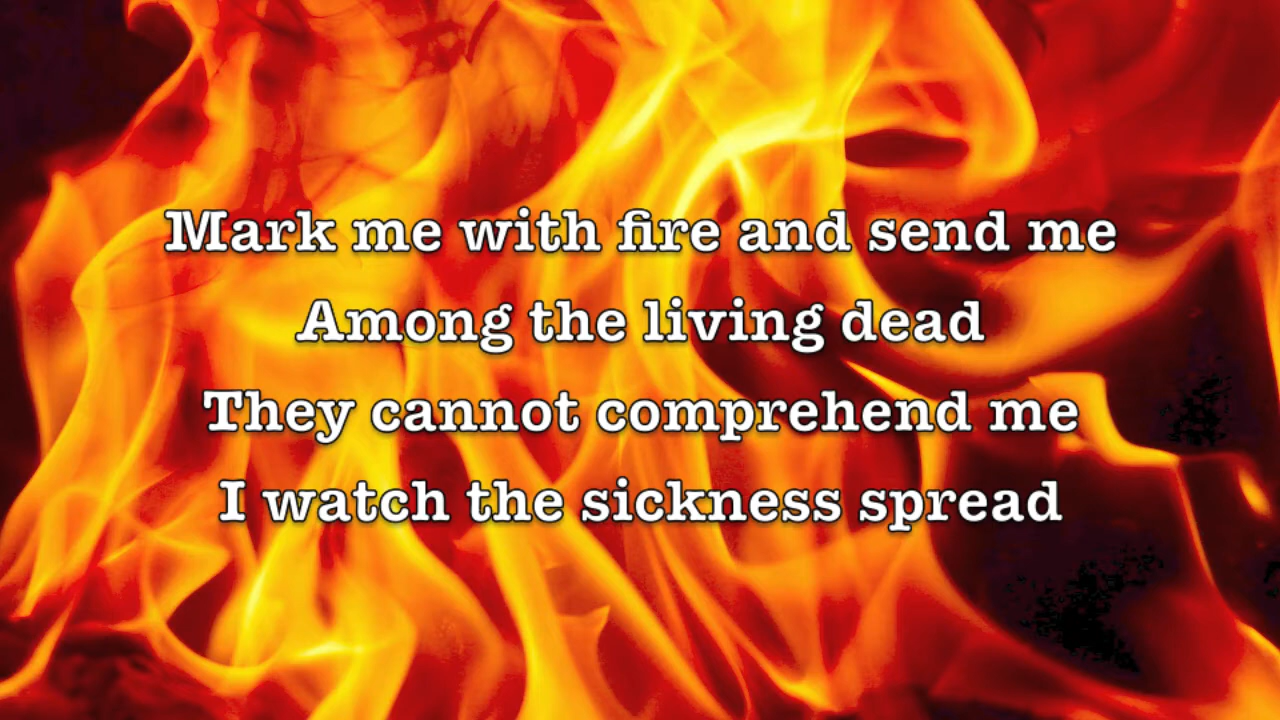 Mark me with fire and send me
Among the living dead
They cannot comprehend me
I watch the sickness spread